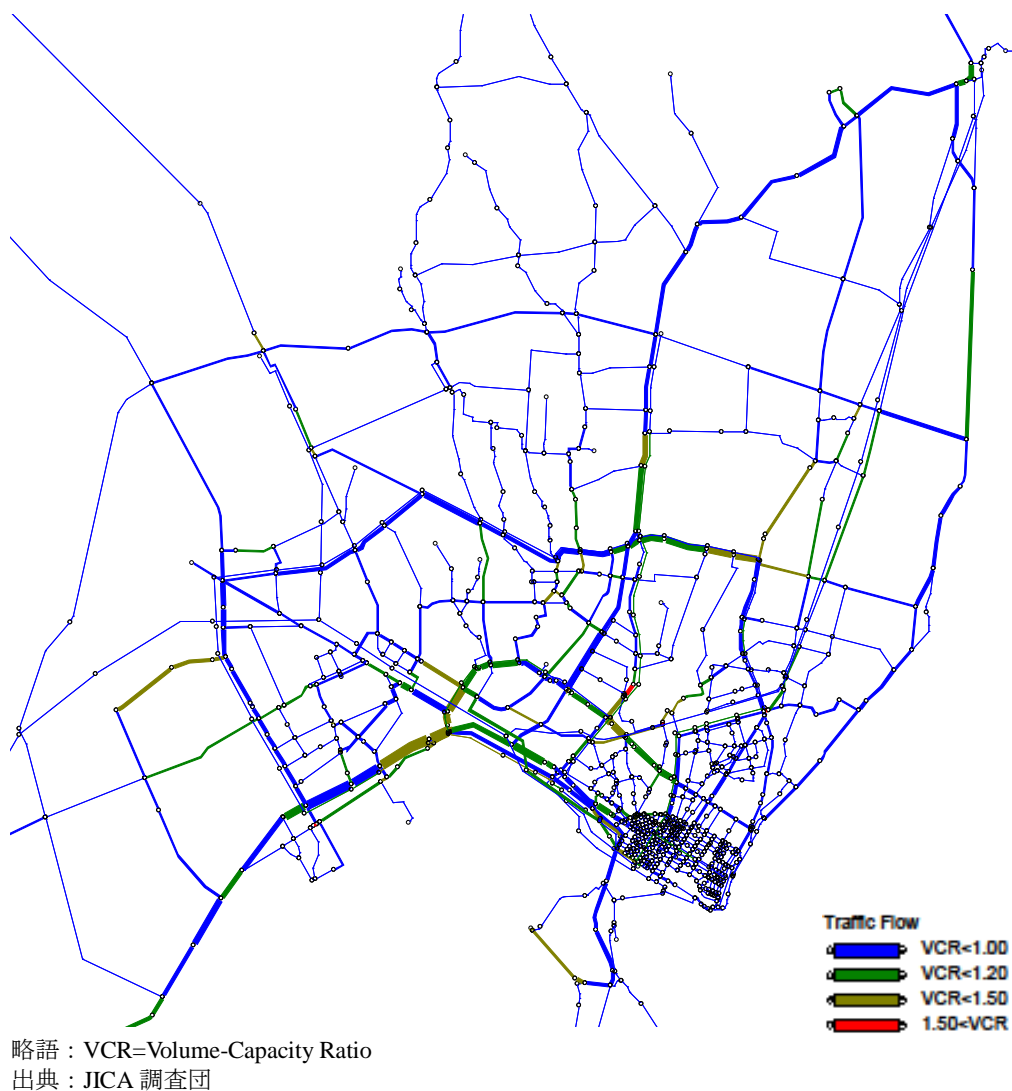 Traffic Flow
VCR<1.00
VCR<1.20
VCR<1.50
1.50<VCR
略語：VCR=Volume-Capacity Ratio
出典：JICA 調査団